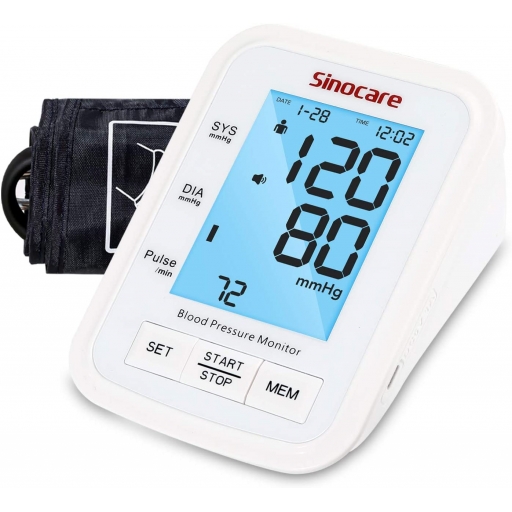 Sinocare
DATE 1-28 TIME 12:02
SYS
mmHg
120
DIA
mmHg
80
mmHg
Pulse
/min
72
Blood Pressure Monitor
SET
START
STOP
MEM